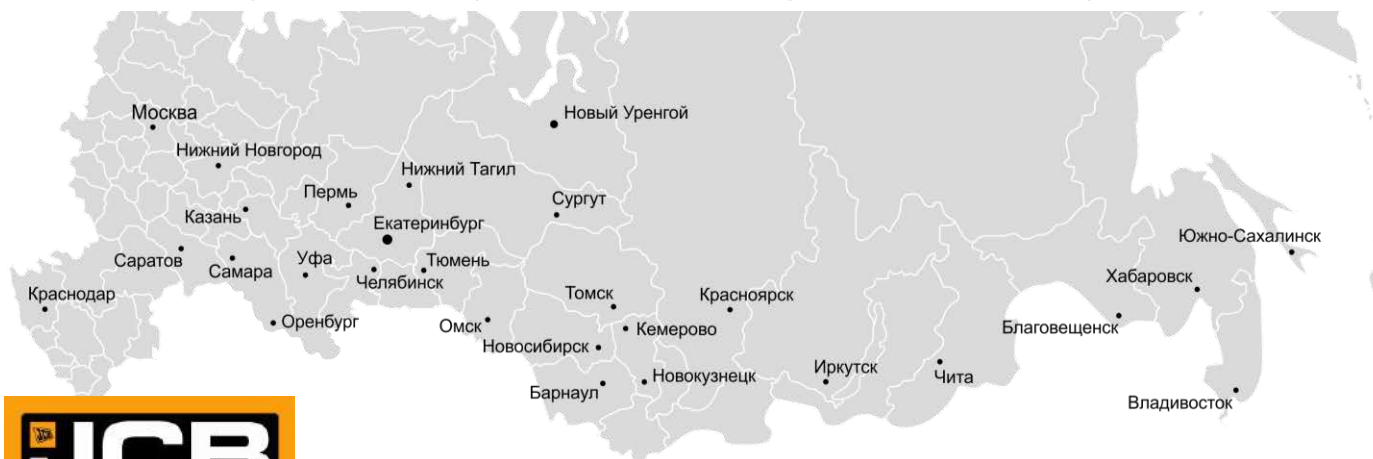 Москва
Новый Уренгой
Нижний Новгород
Нижний Тагил
Пермь
Сургут
Казань
Екатеринбург
Южно-Сахалинск
Саратов
Самара
Уфа
Тюмень
Челябинск
Хабаровск
Краснодар
Томск
Красноярск
Оренбург
Омск
Кемерово
Благовещенск
Новосибирск
Иркутск
Чита
Новокузнецк
Барнаул
Владивосток
JCB